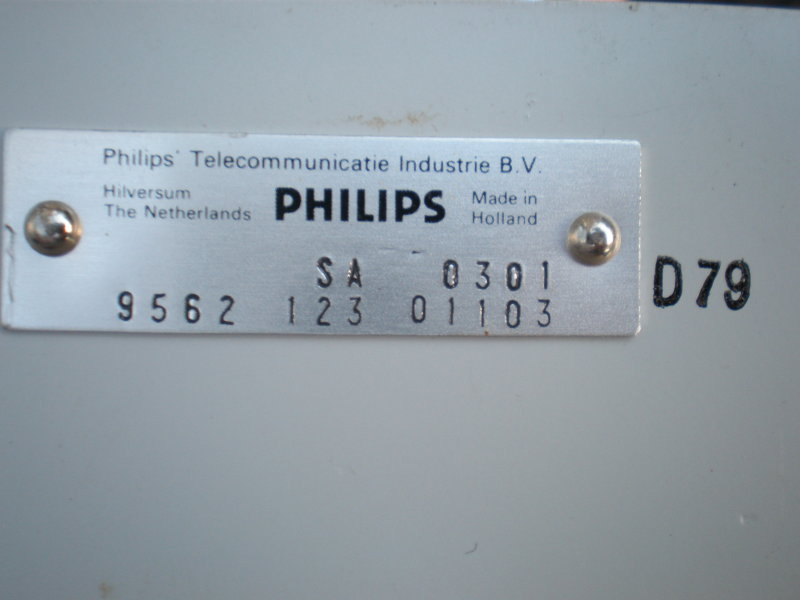 Philips' Telecommunicatie Industrie B.V.
Hilversum
The Netherlands
PHILIPS
Made in
Holland
SA 0301
9562 123 01103
D79